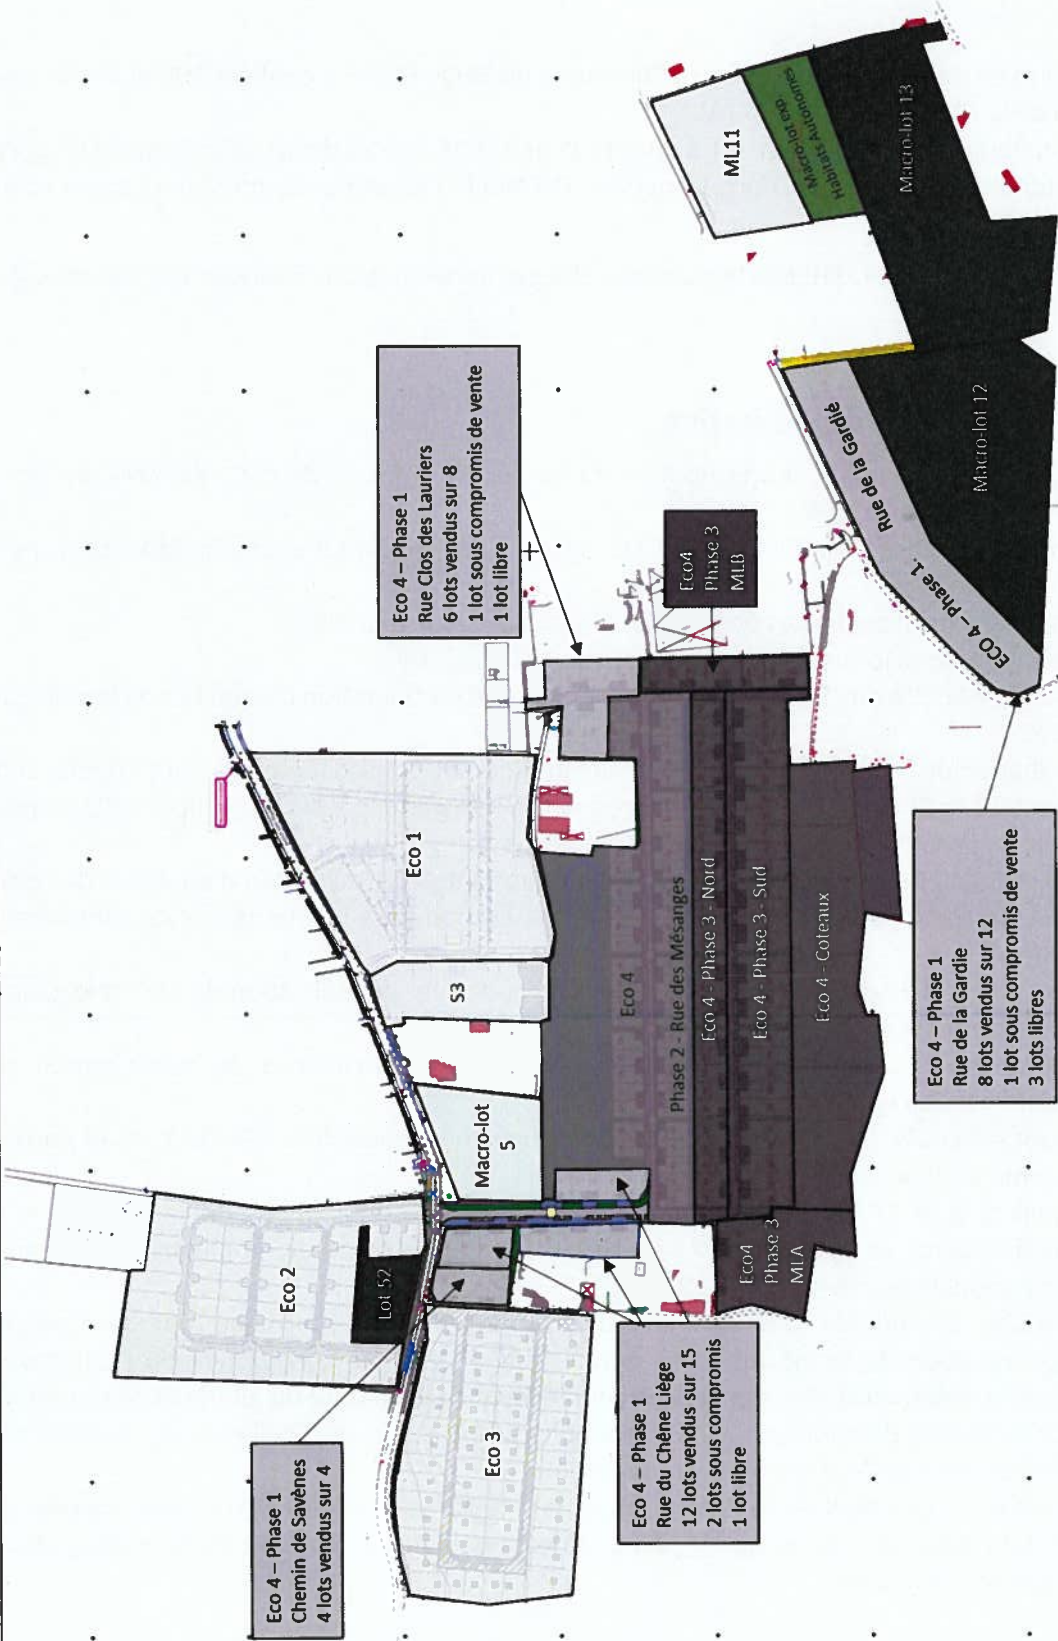 Eco 4 – Phase 1
Chemin de Savènes
4 lots vendus sur 4
Eco 2
Lot S2
Eco 3
Eco 4 – Phase 1
Rue du Chêne Liège
12 lots vendus sur 15
2 lots sous compromis
1 lot libre
Macro-lot
5
S3
Eco 1
Eco 4
Phase 2 - Rue des Mésanges
Eco 4 - Phase 3 - Nord
Eco 4 - Phase 3 - Sud
Eco 4 - Coteaux
Eco4
Phase 3
MLA
Eco 4 – Phase 1
Rue Clos des Lauriers
6 lots vendus sur 8
1 lot sous compromis de vente
1 lot libre
Eco4
Phase 3
MLB
Eco 4 – Phase 1
Rue de la Gardie
8 lots vendus sur 12
1 lot sous compromis de vente
3 lots libres
ECO 4 – Phase 1.
Rue de la Gardie
Macro-lot 12
ML11
Macro-lot exp.
Habitats Autonomes
Macro-lot 13